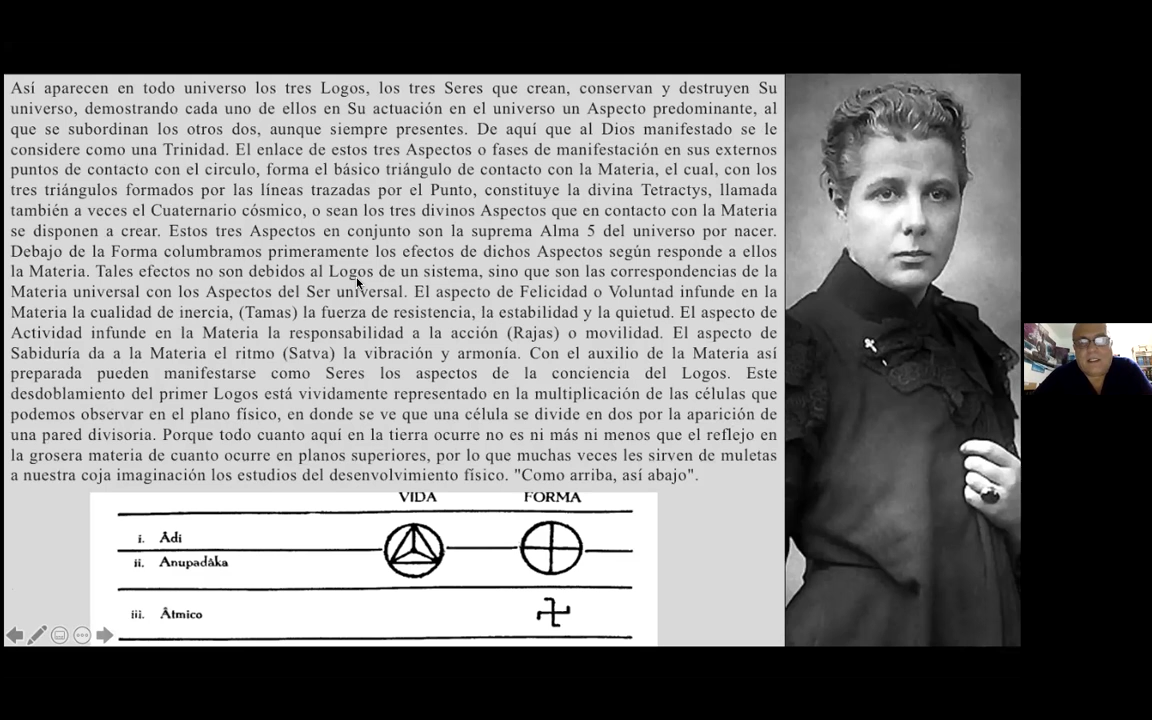 Así aparecen en todo universo los tres Logos, los tres Seres que crean, conservan y destruyen Su
universo, demostrando cada uno de ellos en Su actuación en el universo un Aspecto predominante, al
que se subordinan los otros dos, aunque siempre presentes. De aquí que al Dios manifestado se le
considere como una Trinidad. El enlace de estos tres Aspectos o fases de manifestación en sus externos
puntos de contacto con el circulo, forma el básico triángulo de contacto con la Materia, el cual, con los
tres triángulos formados por las líneas trazadas por el Punto, constituye la divina Tetractys, llamada
también a veces el Cuaternario cósmico, o sean los tres divinos Aspectos que en contacto con la Materia
se disponen a crear. Estos tres Aspectos en conjunto son la suprema Alma 5 del universo por nacer.
Debajo de la Forma columbramos primeramente los efectos de dichos Aspectos según responde a ellos
la Materia. Tales efectos no son debidos al Logos de un sistema, sino que son las correspondencias de la
Materia universal con los Aspectos del Ser universal. El aspecto de Felicidad o Voluntad infunde en la
Materia la cualidad de inercia, (Tamas) la fuerza de resistencia, la estabilidad y la quietud. El aspecto de
Actividad infunde en la Materia la responsabilidad a la acción (Rajas) o movilidad. El aspecto de
Sabiduría da a la Materia el ritmo (Satva) la vibración y armonía. Con el auxilio de la Materia así
preparada pueden manifestarse como Seres los aspectos de la conciencia del Logos. Este
desdoblamiento del primer Logos está vividamente representado en la multiplicación de las células que
podemos observar en el plano físico, en donde se ve que una célula se divide en dos por la aparición de
una pared divisoria. Porque todo cuanto aquí en la tierra ocurre no es ni más ni menos que el reflejo en
la grosera materia de cuanto ocurre en planos superiores, por lo que muchas veces les sirven de muletas
a nuestra coja imaginación los estudios del desenvolvimiento físico. "Como arriba, así abajo".
VIDA FORMA
i. Âdi
ii. Anupadâka
iii. Âtmico